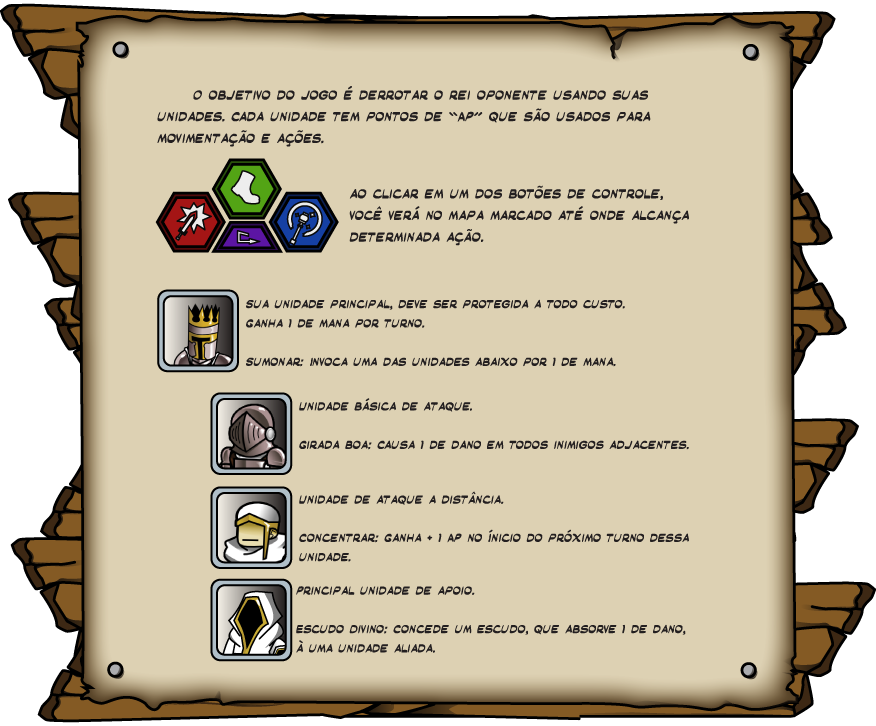 O OBJETIVO DO JOGO É DERROTAR O REI OPONENTE USANDO SUAS
UNIDADES. CADA UNIDADE TEM PONTOS DE "AP" QUE SÃO USADOS PARA
MOVIMENTAÇÃO E AÇÕES.
AO CLICAR EM UM DOS BOTÕES DE CONTROLE,
VOCÊ VERÁ NO MAPA MARCADO ATÉ ONDE ALCANÇA
DETERMINADA AÇÃO.
SUA UNIDADE PRINCIPAL, DEVE SER PROTEGIDA A TODO CUSTO.
GANHA 1 DE MANA POR TURNO.
SUMONAR: INVOCA UMA DAS UNIDADES ABAIXO POR 1 DE MANA.
UNIDADE BÁSICA DE ATAQUE.
GIRADA BOA: CAUSA 1 DE DANO EM TODOS INIMIGOS ADJACENTES.
UNIDADE DE ATAQUE A DISTÂNCIA.
CONCENTRAR: GANHA + 1 AP NO ÍNICIO DO PRÓXIMO TURNO DESSA
UNIDADE.
PRINCIPAL UNIDADE DE APOIO.
ESCUDO DIVINO: CONCEDE UM ESCUDO, QUE ABSORVE 1 DE DANO,
À UMA UNIDADE ALIADA.